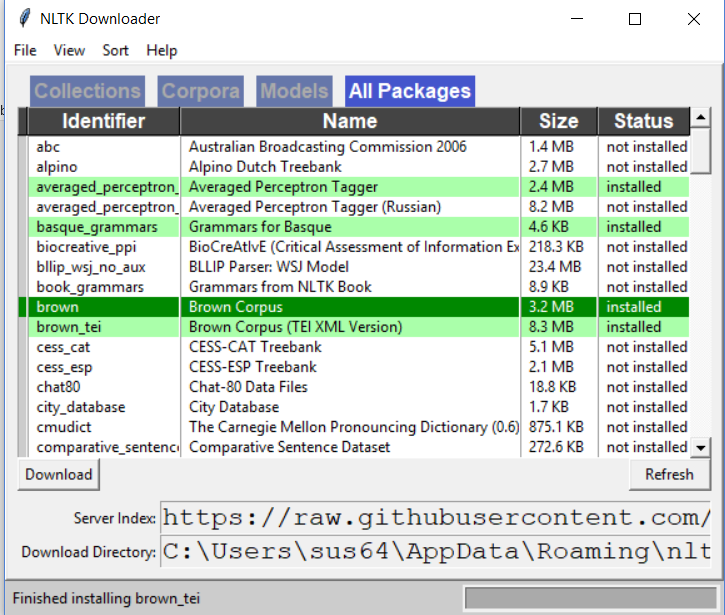 NLTK Downloader
File View Sort Help
Collections Corpora Models All Packages
Identifier Name Size Status
abc Australian Broadcasting Commission 2006 1.4 MB not installed
alpino Alpino Dutch Treebank 2.7 MB not installed
averaged_perceptron_ Averaged Perceptron Tagger 2.4 MB installed
averaged_perceptron_ Averaged Perceptron Tagger (Russian) 8.2 MB not installed
basque_grammars Grammars for Basque 4.6 KB installed
biocreative_ppi BioCreAtIvE (Critical Assessment of Information Ex 218.3 KB not installed
bllip_wsj_no_aux BLLIP Parser: WSJ Model 23.4 MB not installed
book_grammars Grammars from NLTK Book 8.9 KB not installed
brown Brown Corpus 3.2 MB installed
brown_tei Brown Corpus (TEI XML Version) 8.3 MB installed
cess_cat CESS-CAT Treebank 5.1 MB not installed
cess_esp CESS-ESP Treebank 2.1 MB not installed
chat80 Chat-80 Data Files 18.8 KB not installed
city_database City Database 1.7 KB not installed
cmudict The Carnegie Mellon Pronouncing Dictionary (0.6) 875.1 KB not installed
comparative_sentence Comparative Sentence Dataset 272.6 KB not installed
Download Refresh
Server Index: https://raw.githubusercontent.com/
Download Directory: C:\Users\sus64\AppData\Roaming\nlt
Finished installing brown_tei